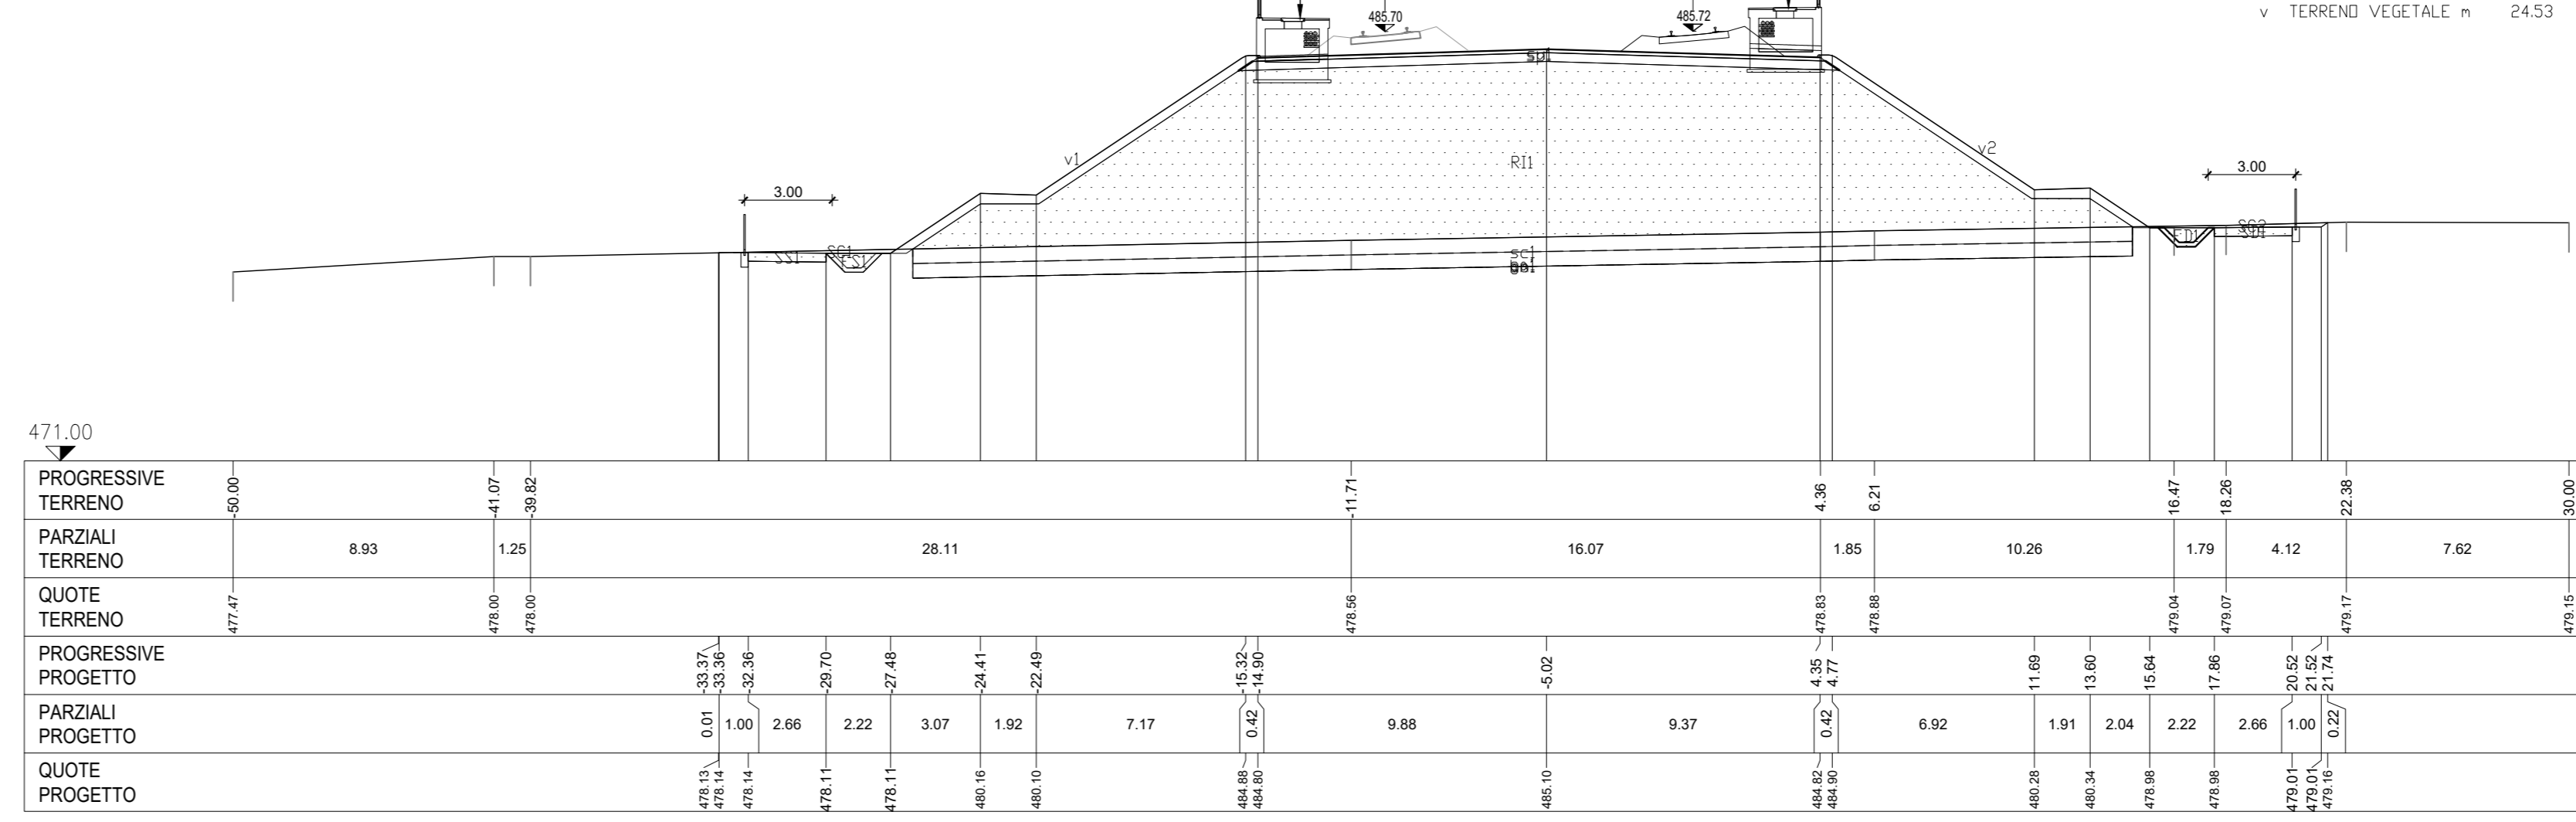 485.70
485.72
v TERRENO VEGETALE m 24.53
sp1
v1
RI1
v2
3.00
3.00
SC1
SS1
FS1
sc1
SC2
SD1
FD1
471.00
PROGRESSIVE
TERRENO
-50.00 -41.07 -39.82 -11.71 4.36 6.21 16.47 18.26 22.38 30.00
PARZIALI
TERRENO
8.93 1.25 28.11 16.07 1.85 10.26 1.79 4.12 7.62
QUOTE
TERRENO
477.47 478.00 478.00 478.56 478.83 478.88 479.04 479.07 479.17 479.15
PROGRESSIVE
PROGETTO
-33.37 -33.36 -32.36 -29.70 -27.48 -24.41 -22.49 -15.32 -14.90 -5.02 4.35 4.77 11.69 13.60 15.64 17.86 20.52 21.52 21.74
PARZIALI
PROGETTO
0.01 1.00 2.66 2.22 3.07 1.92 7.17 0.42 9.88 9.37 0.42 6.92 1.91 2.04 2.22 2.66 1.00 0.22
QUOTE
PROGETTO
478.13 478.14 478.14 478.11 478.11 480.16 480.10 484.88 484.80 485.10 484.82 484.90 480.28 480.34 478.98 478.98 479.01 479.01 479.16